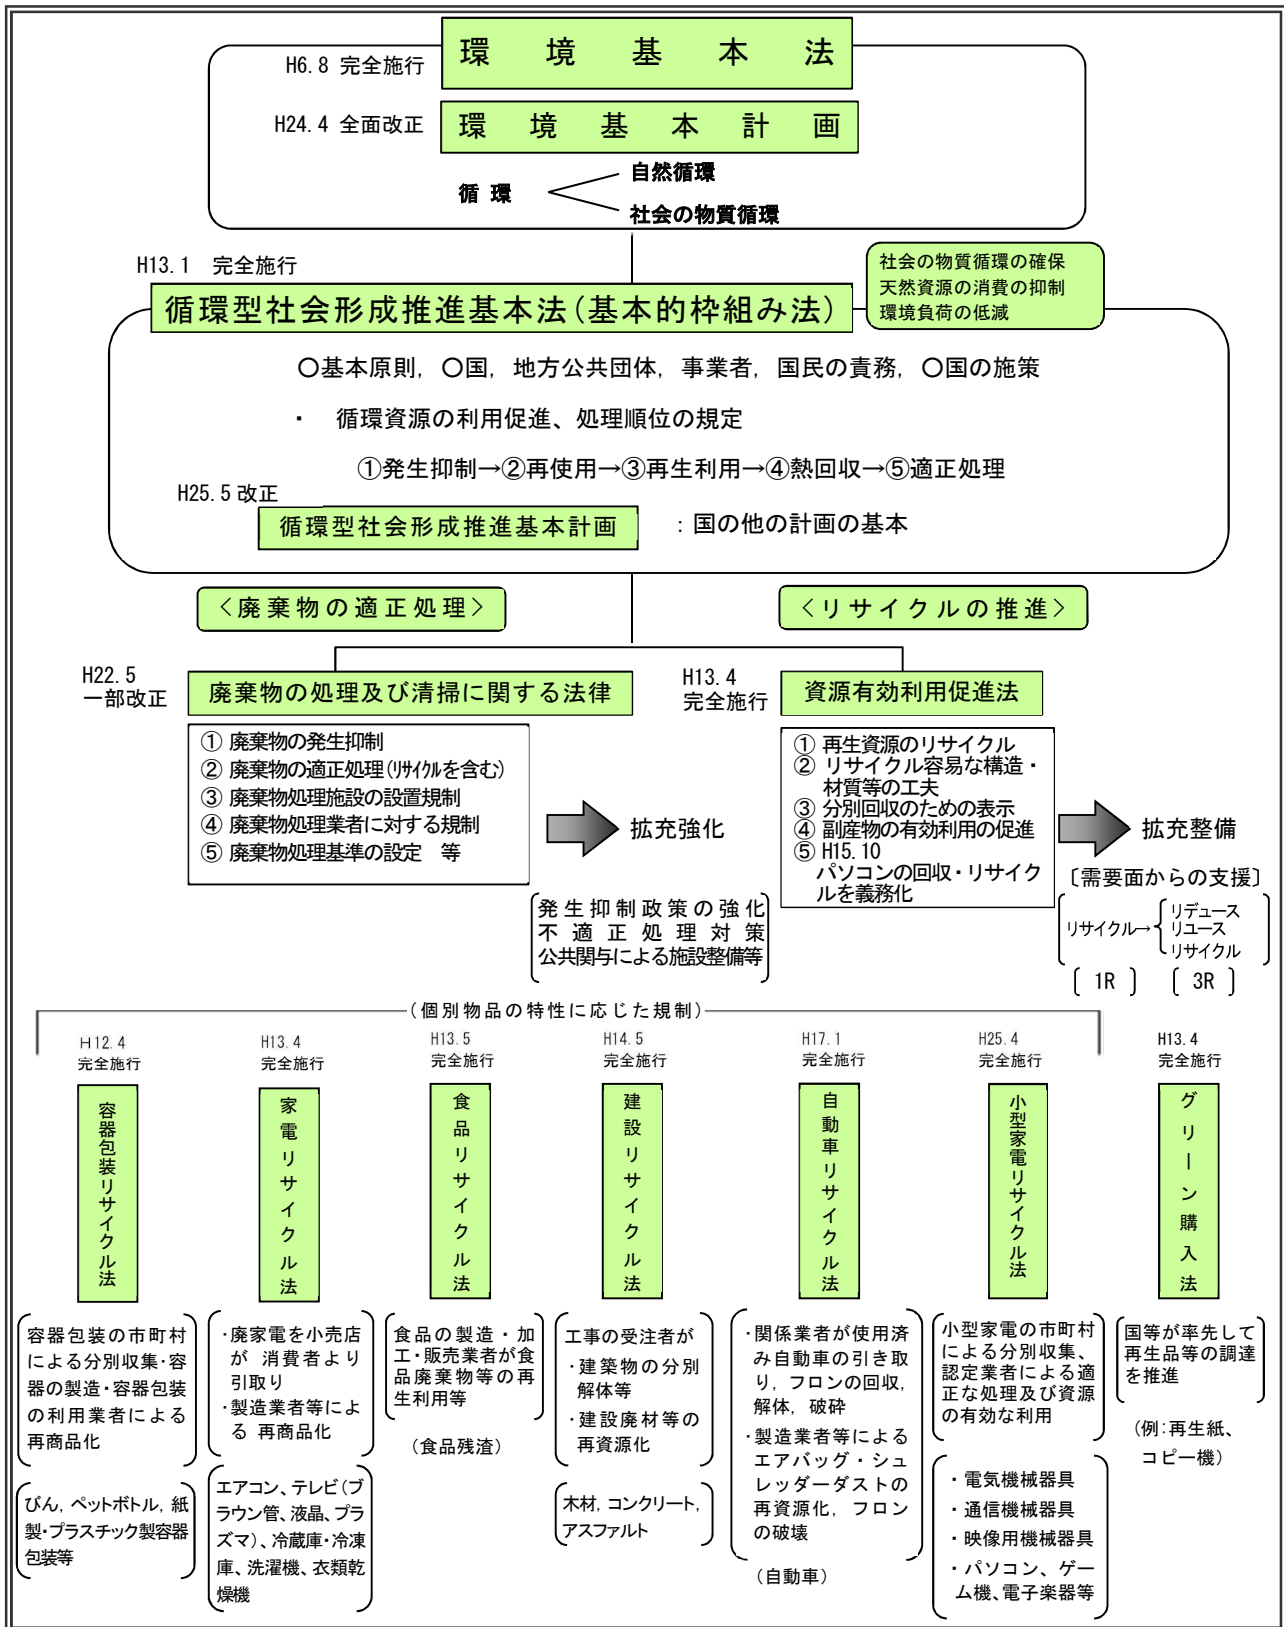 環境基本法
H6.8 完全施行
H24.4 全面改正
環境基本計画
循環
自然循環
社会の物質循環
H13.1 完全施行
循環型社会形成推進基本法(基本的枠組み法)
社会の物質循環の確保
天然資源の消費の抑制
環境負荷の低減
○基本原則, ○国, 地方公共団体, 事業者, 国民の責務, ○国の施策
・ 循環資源の利用促進、処理順位の規定
①発生抑制→②再使用→③再生利用→④熱回収→⑤適正処理
H25.5 改正
循環型社会形成推進基本計画
:国の他の計画の基本
〈廃棄物の適正処理〉
〈リサイクルの推進〉
H22.5
一部改正
廃棄物の処理及び清掃に関する法律
① 廃棄物の発生抑制
② 廃棄物の適正処理(リサイクルを含む)
③ 廃棄物処理施設の設置規制
④ 廃棄物処理業者に対する規制
⑤ 廃棄物処理基準の設定 等
拡充強化
発生抑制政策の強化
不適正処理対策
公共関与による施設整備等
H13.4
完全施行
資源有効利用促進法
① 再生資源のリサイクル
② リサイクル容易な構造・
材質等の工夫
③ 分別回収のための表示
④ 副産物の有効利用の促進
⑤ H15.10
パソコンの回収・リサイク
ルを義務化
拡充整備
〔需要面からの支援〕
リサイクル→
リデュース
リユース
リサイクル
〔 1R 〕 〔 3R 〕
(個別物品の特性に応じた規制)
H12.4
完全施行
容器包装リサイクル法
容器包装の市町村
による分別収集・容
器の製造・容器包装
の利用業者による
再商品化
びん,ペットボトル,紙
製・プラスチック製容器
包装等
H13.4
完全施行
家電リサイクル法
・廃家電を小売店
が 消費者より
引取り
・製造業者等によ
る 再商品化
エアコン、テレビ(ブ
ラウン管、液晶、プラ
ズマ)、冷蔵庫・冷凍
庫、洗濯機、衣類乾
燥機
H13.5
完全施行
食品リサイクル法
食品の製造・加
工・販売業者が食
品廃棄物等の再
生利用等
(食品残渣)
H14.5
完全施行
建設リサイクル法
工事の受注者が
・建築物の分別
解体等
・建設廃材等の
再資源化
木材,コンクリート,
アスファルト
H17.1
完全施行
自動車リサイクル法
・関係業者が使用済
み自動車の引き取
り,フロンの回収,
解体,破砕
・製造業者等による
エアバッグ・シュ
レッダーダストの
再資源化,フロン
の破壊
(自動車)
H25.4
完全施行
小型家電リサイクル法
小型家電の市町村
による分別収集、
認定業者による適
正な処理及び資源
の有効な利用
・電気機械器具
・通信機械器具
・映像用機械器具
・パソコン、ゲー
ム機、電子楽器等
H13.4
完全施行
グリーン購入法
国等が率先して
再生品等の調達
を推進
(例:再生紙、
コピー機)